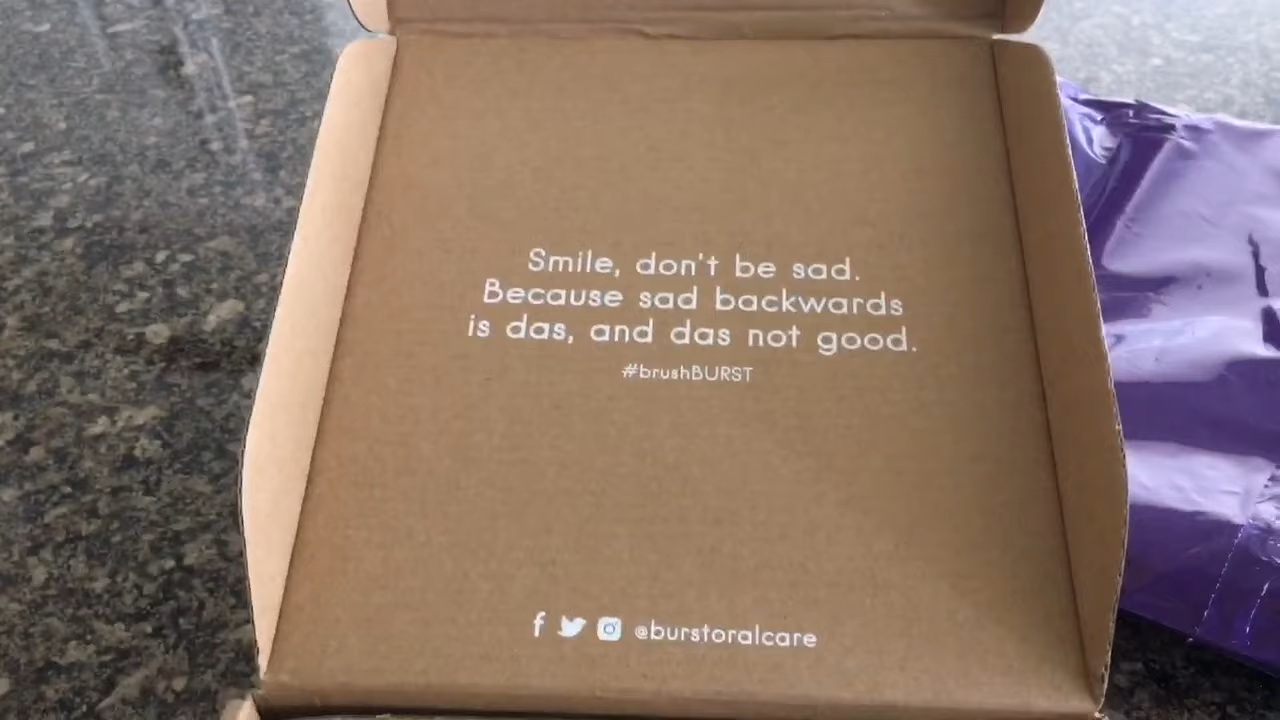 Smile, don't be sad.
Because sad backwards
is das, and das not good.
#brushBURST
@burstoralcare